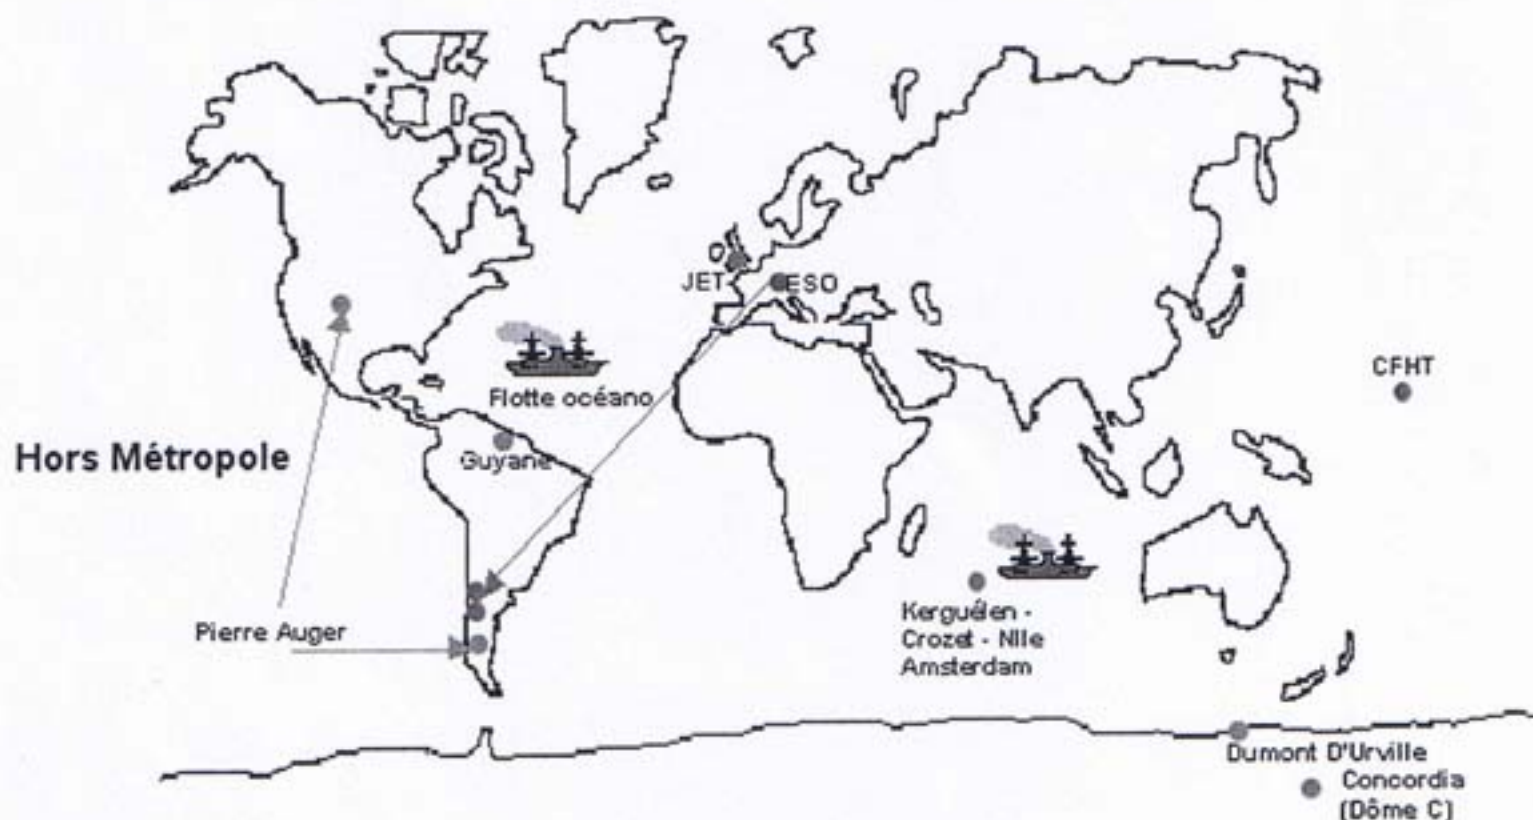 JET
ESO
CFHT
Flotte océano
Hors Métropole
Guyane
Kerguélen -
Crozet - Nlle
Amsterdam
Pierre Auger
Dumont D'Urville
Concordia
(Dôme C)